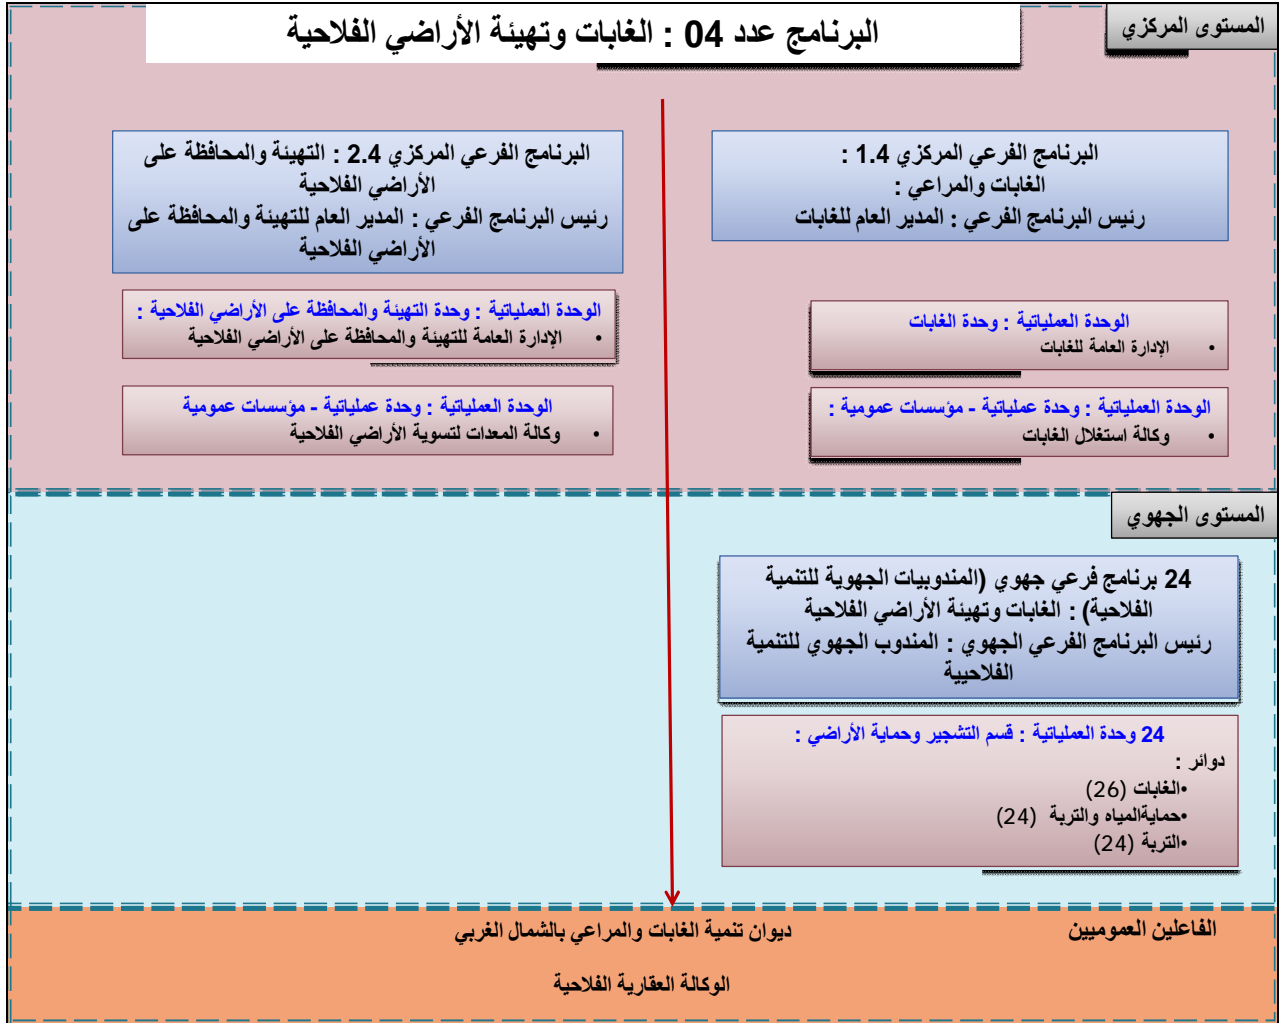 المستوى المركزي
البرنامج عدد 04 : الغابات وتهيئة الأراضي الفلاحية
البرنامج الفرعي المركزي 1.4 :
الغابات والمراعي :
رئيس البرنامج الفرعي : المدير العام للغابات
البرنامج الفرعي المركزي 2.4 : التهيئة والمحافظة على
الأراضي الفلاحية
رئيس البرنامج الفرعي : المدير العام للتهيئة والمحافظة على
الأراضي الفلاحية
الوحدة العملياتية : وحدة الغابات
• الإدارة العامة للغابات
الوحدة العملياتية : وحدة التهيئة والمحافظة على الأراضي الفلاحية :
• الإدارة العامة للتهيئة والمحافظة على الأراضي الفلاحية
الوحدة العملياتية : وحدة عملياتية - مؤسسات عمومية :
• وكالة استغلال الغابات
الوحدة العملياتية : وحدة عملياتية - مؤسسات عمومية
• وكالة المعدات لتسوية الأراضي الفلاحية
المستوى الجهوي
24 برنامج فرعي جهوي (المندوبيات الجهوية للتنمية
الفلاحية) : الغابات وتهيئة الأراضي الفلاحية
رئيس البرنامج الفرعي الجهوي : المندوب الجهوي للتنمية
الفلاحيية
24 وحدة العملياتية : قسم التشجير وحماية الأراضي :
دوائر :
•الغابات (26)
•حمايةالمياه والتربة (24)
•التربة (24)
الفاعلين العموميين
ديوان تنمية الغابات والمراعي بالشمال الغربي
الوكالة العقارية الفلاحية